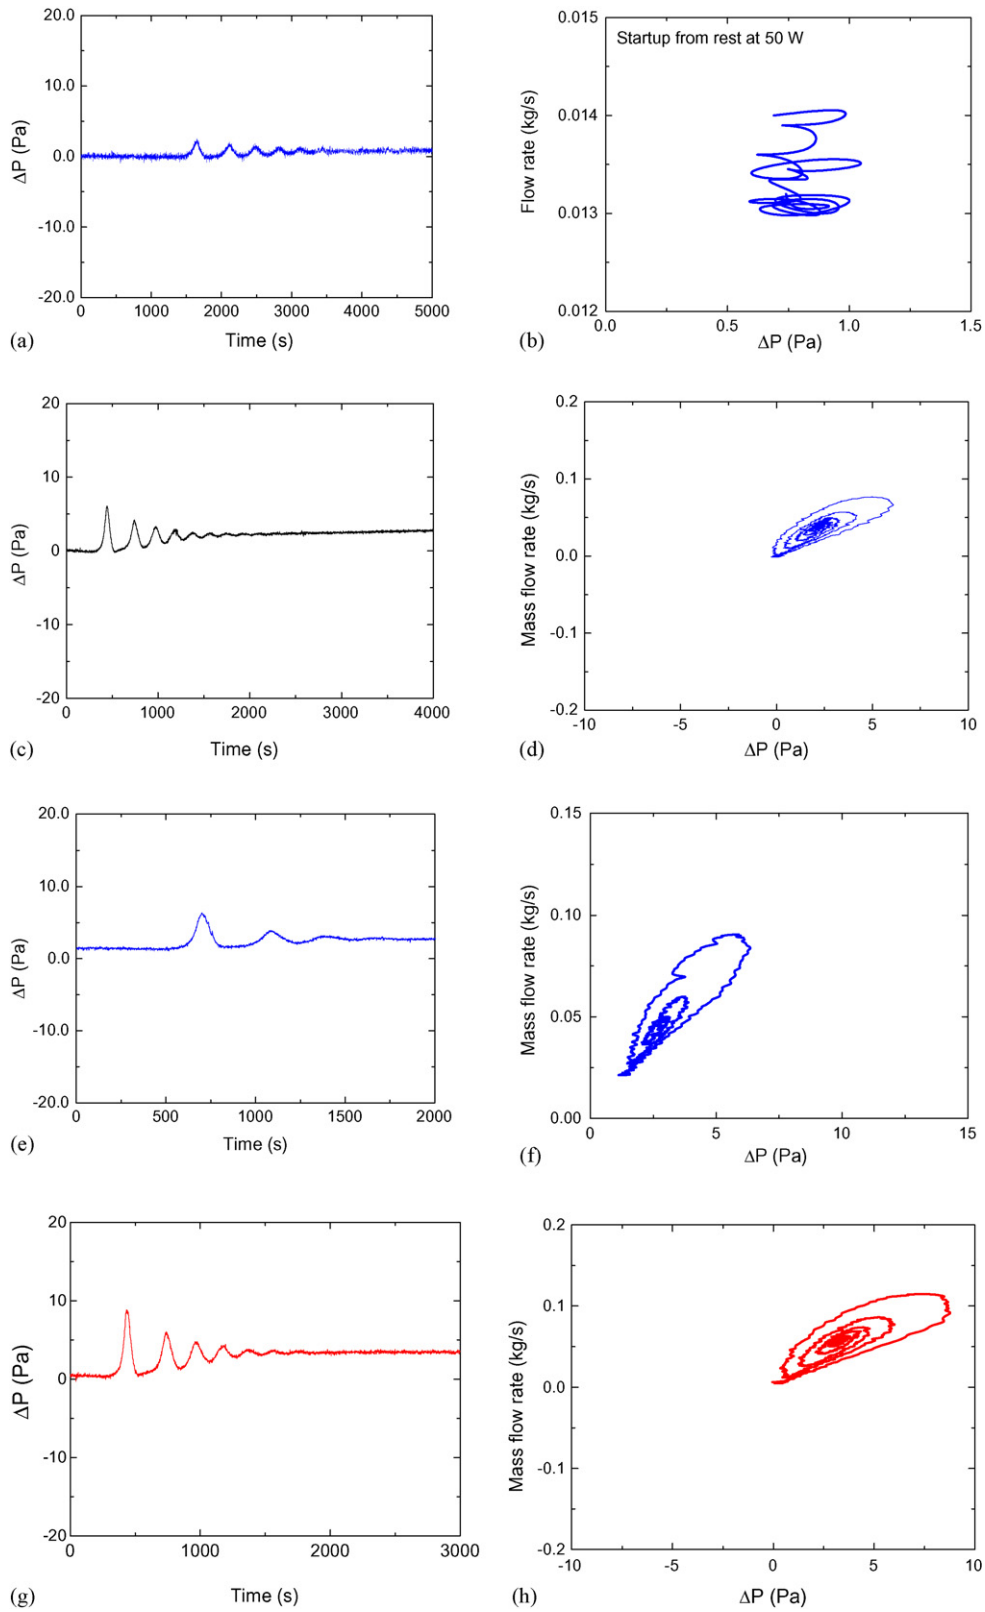 20.0
10.0
0.0
-10.0
-20.0
ΔP (Pa)
0 1000 2000 3000 4000 5000
Time (s)
(a)
Startup from rest at 50 W
0.015
0.014
0.013
0.012
Flow rate (kg/s)
0.0 0.5 1.0 1.5
ΔP (Pa)
(b)
20
10
0
-10
-20
ΔP (Pa)
0 1000 2000 3000 4000
Time (s)
(c)
0.2
0.1
0.0
-0.1
-0.2
Mass flow rate (kg/s)
-10 -5 0 5 10
ΔP (Pa)
(d)
20.0
10.0
0.0
-10.0
-20.0
ΔP (Pa)
0 500 1000 1500 2000
Time (s)
(e)
0.15
0.10
0.05
0.00
Mass flow rate (kg/s)
0 5 10 15
ΔP (Pa)
(f)
20
10
0
-10
-20
ΔP (Pa)
0 1000 2000 3000
Time (s)
(g)
0.2
0.1
0.0
-0.1
-0.2
Mass flow rate (kg/s)
-10 -5 0 5 10
ΔP (Pa)
(h)